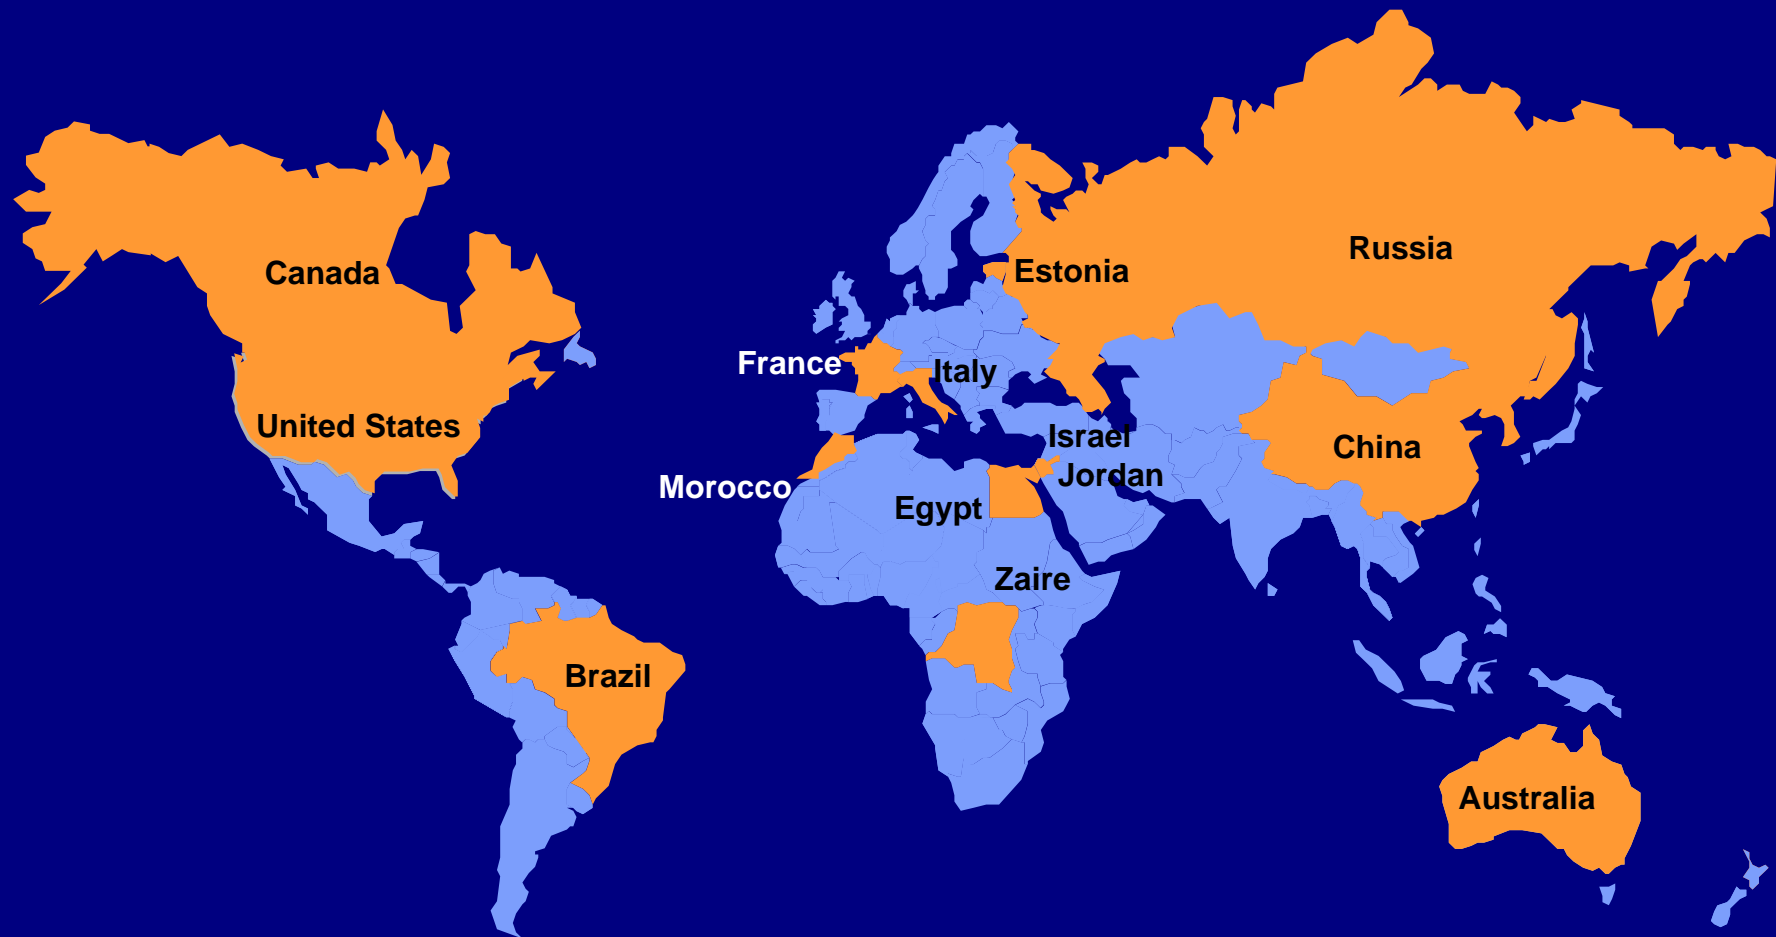 Russia
Canada
Estonia
France
Italy
United States
Israel
China
Jordan
Morocco
Egypt
Zaire
Brazil
Australia